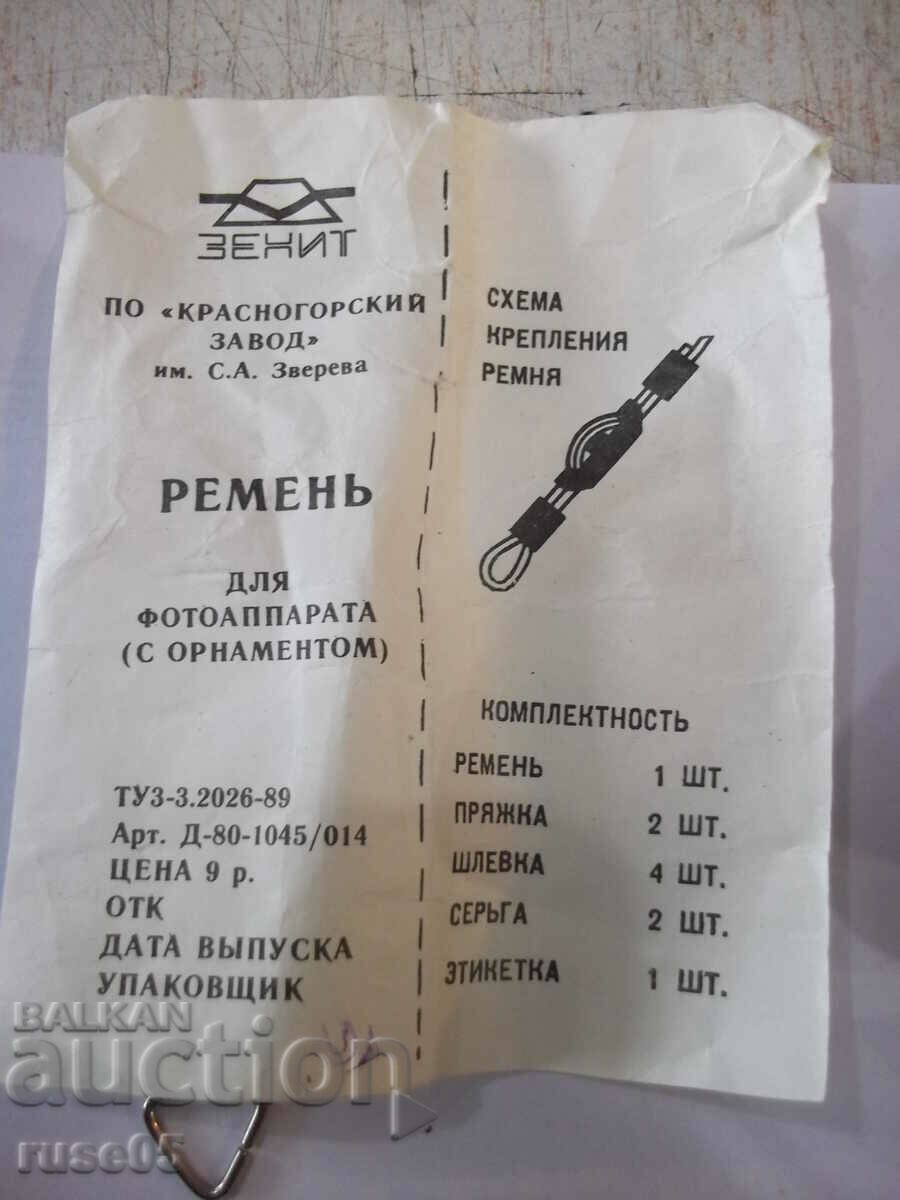 ЗЕНИТ
ПО «КРАСНОГОРСКИЙ
ЗАВОД»
им. С.А. Зверева
РЕМЕНЬ
ДЛЯ
ФОТОАППАРАТА
(С ОРНАМЕНТОМ)
ТУ3-3.2026-89
Арт. Д-80-1045/014
ЦЕНА 9 р.
ОТК
ДАТА ВЫПУСКА
УПАКОВЩИК
СХЕМА
КРЕПЛЕНИЯ
РЕМНЯ
КОМПЛЕКТНОСТЬ
РЕМЕНЬ 1 ШТ.
ПРЯЖКА 2 ШТ.
ШЛЕВКА 4 ШТ.
СЕРЬГА 2 ШТ.
ЭТИКЕТКА 1 ШТ.
BALKAN
auction
ruse05